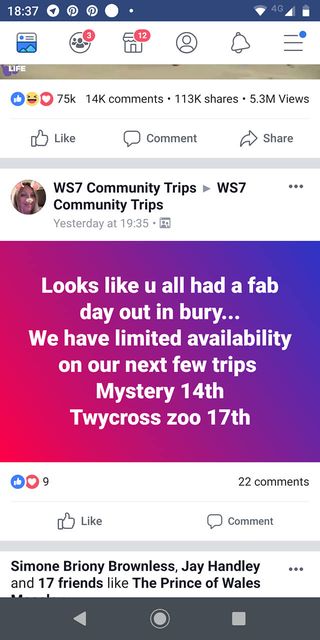 18:37
4G
3
12
LIFE
75k 14K comments • 113K shares • 5.3M Views
Like Comment Share
WS7 Community Trips ▸ WS7
Community Trips
Yesterday at 19:35 •
Looks like u all had a fab
day out in bury...
We have limited availability
on our next few trips
Mystery 14th
Twycross zoo 17th
9 22 comments
Like Comment
Simone Briony Brownless, Jay Handley
and 17 friends like The Prince of Wales